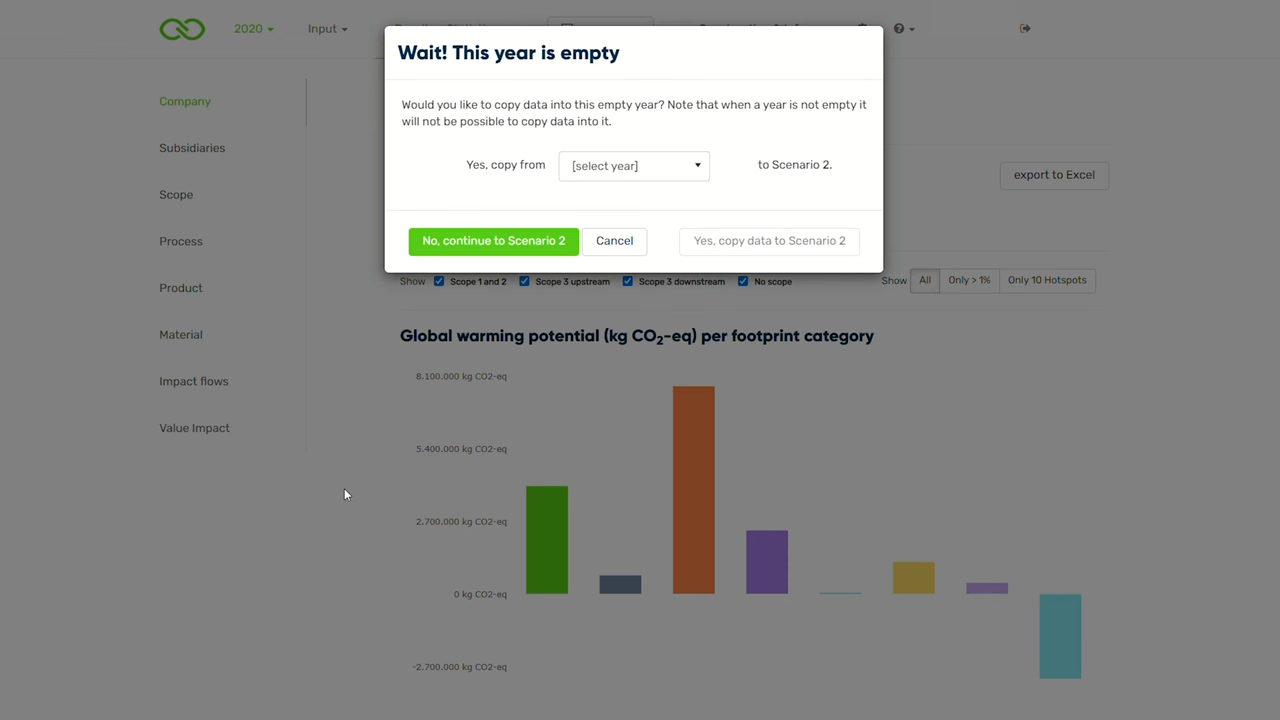 2020
Input
Wait! This year is empty
Would you like to copy data into this empty year? Note that when a year is not empty it
will not be possible to copy data into it.
Yes, copy from
[select year]
to Scenario 2.
No, continue to Scenario 2
Cancel
Yes, copy data to Scenario 2
Company
Subsidiaries
Scope
Process
Product
Material
Impact flows
Value Impact
export to Excel
Show Scope 1 and 2 Scope 3 upstream Scope 3 downstream No scope Show All Only > 1% Only 10 Hotspots
Global warming potential (kg CO2-eq) per footprint category
8.100.000 kg CO2-eq
5.400.000 kg CO2-eq
2.700.000 kg CO2-eq
0 kg CO2-eq
-2.700.000 kg CO2-eq